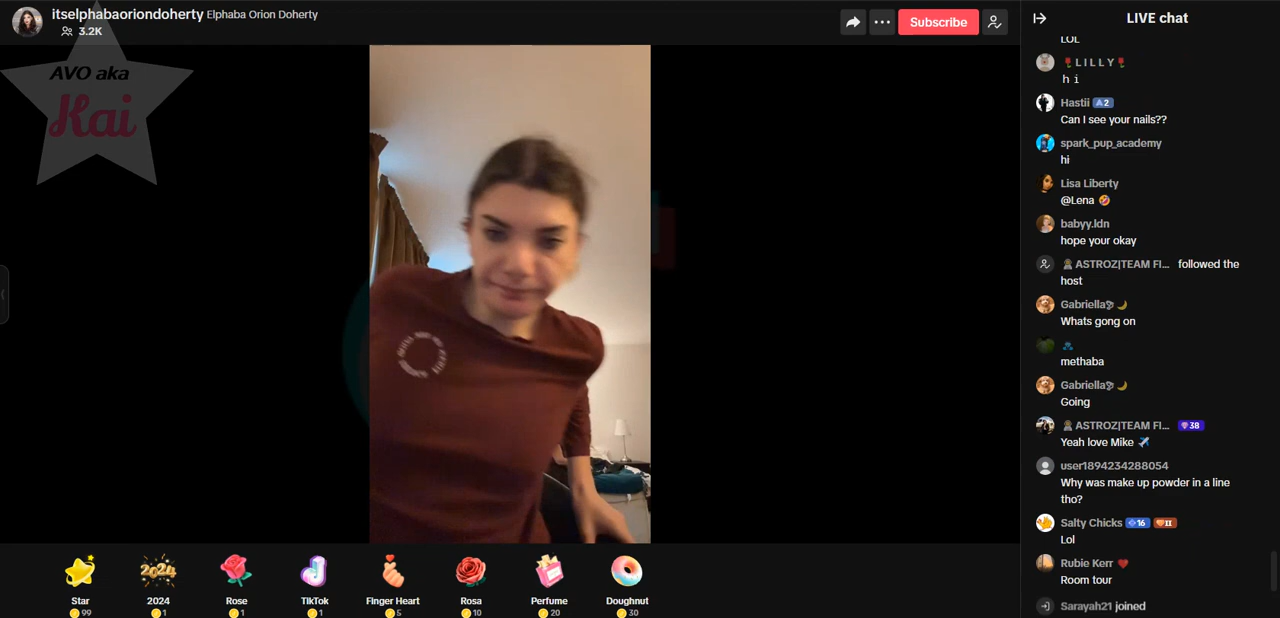 itselphabaoriondoherty Elphaba Orion Doherty
3.2K
Subscribe
AVO aka
Kai
LIVE chat
LOL
L I L L Y
h i
Hastii 2
Can I see your nails??
spark_pup_academy
hi
Lisa Liberty
@Lena 🤣
babyy.ldn
hope your okay
ASTROZ|TEAM FI... followed the
host
Gabriella
Whats gong on
methaba
Gabriella
Going
ASTROZ|TEAM FI... 38
Yeah love Mike ✈️
user1894234288054
Why was make up powder in a line
tho?
Salty Chicks 16 II
Lol
Rubie Kerr
Room tour
Sarayah21 joined
2024
Star 2024 Rose TikTok Finger Heart Rosa Perfume Doughnut
99 1 1 1 5 10 20 30